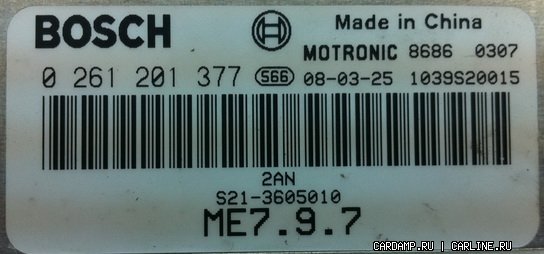 BOSCH
Made in China
MOTRONIC 8686 0307
0 261 201 377 566 08-03-25 1039S20015
2AN
S21-3605010
ME7.9.7
CARDAMP.RU | CARLINE.RU